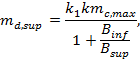 m_{d,sup} = \frac{k_1 k m_{c,max}}{1 + \frac{B_{inf}}{B_{sup}}},